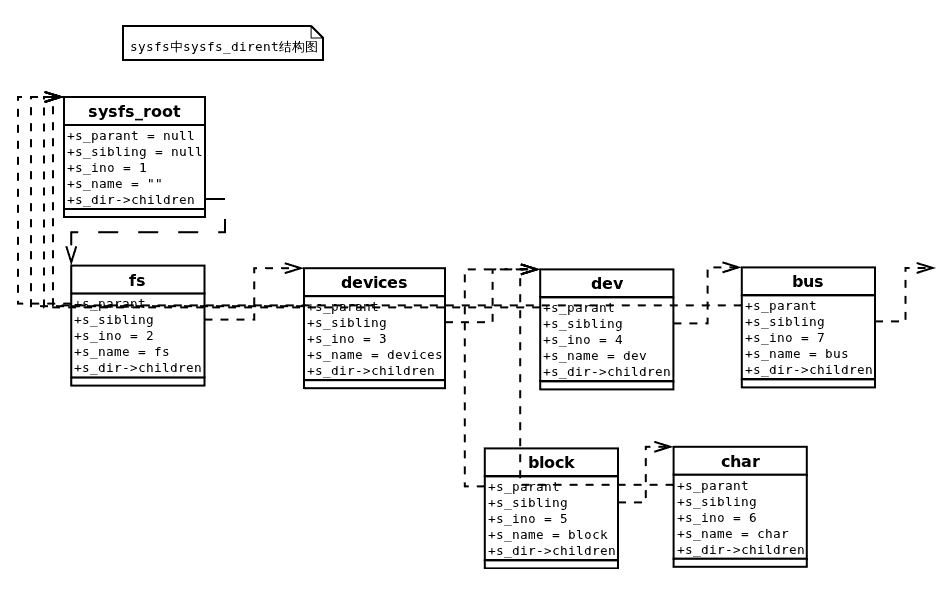 sysfs中sysfs_dirent结构图
sysfs_root
+s_parant = null
+s_sibling = null
+s_ino = 1
+s_name = ""
+s_dir->children
fs
+s_parant
+s_sibling
+s_ino = 2
+s_name = fs
+s_dir->children
devices
+s_parant
+s_sibling
+s_ino = 3
+s_name = devices
+s_dir->children
dev
+s_parant
+s_sibling
+s_ino = 4
+s_name = dev
+s_dir->children
bus
+s_parant
+s_sibling
+s_ino = 7
+s_name = bus
+s_dir->children
block
+s_parant
+s_sibling
+s_ino = 5
+s_name = block
+s_dir->children
char
+s_parant
+s_sibling
+s_ino = 6
+s_name = char
+s_dir->children